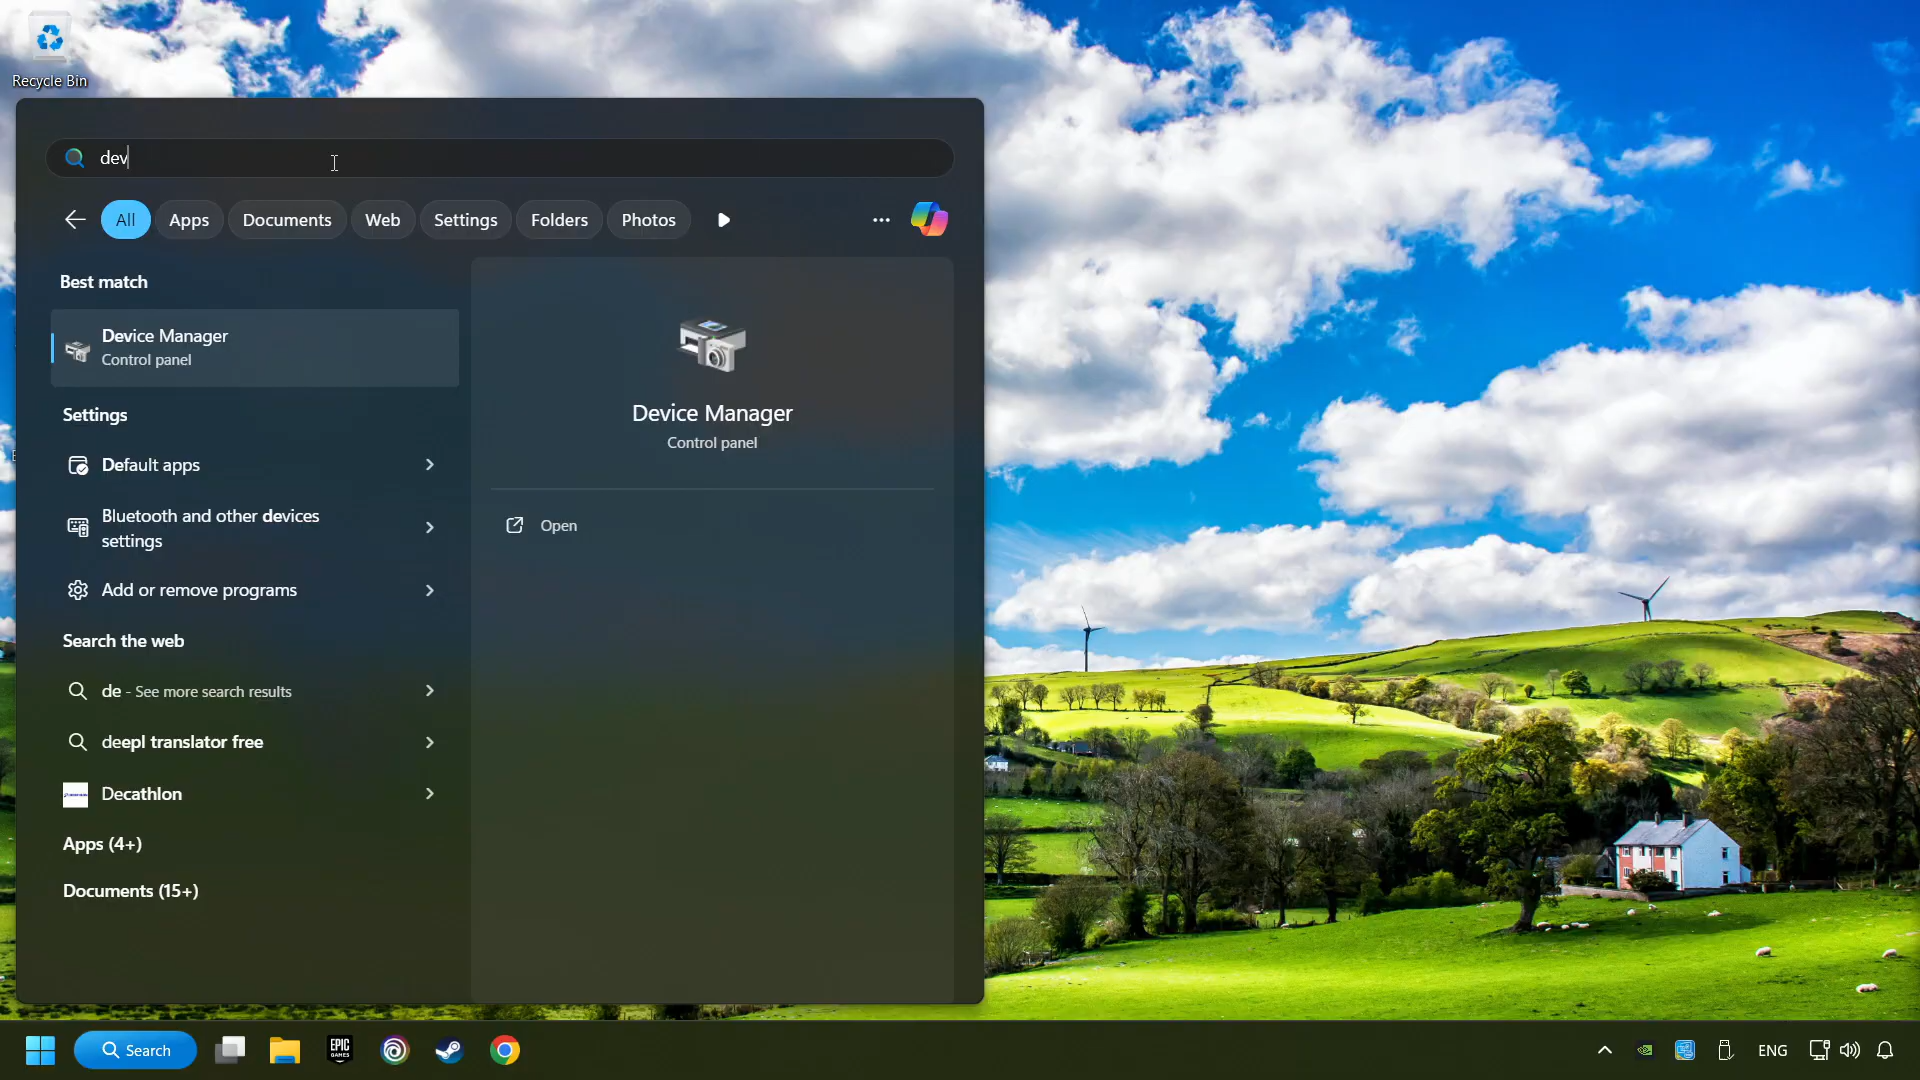 Recycle Bin
dev
All
Apps
Documents
Web
Settings
Folders
Photos
Best match
Device Manager
Control panel
Settings
Default apps
Bluetooth and other devices
settings
Add or remove programs
Search the web
de - See more search results
deepl translator free
Decathlon
Apps (4+)
Documents (15+)
Device Manager
Control panel
Open
Search
EPIC
GAMES
ENG